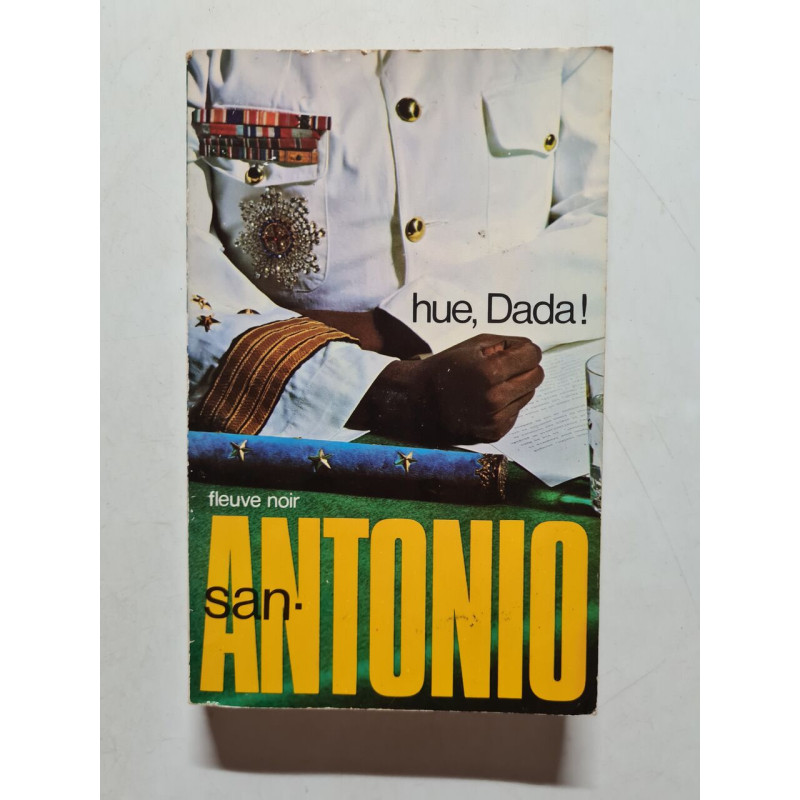 hue, Dada!
fleuve noir
san-
ANTONIO